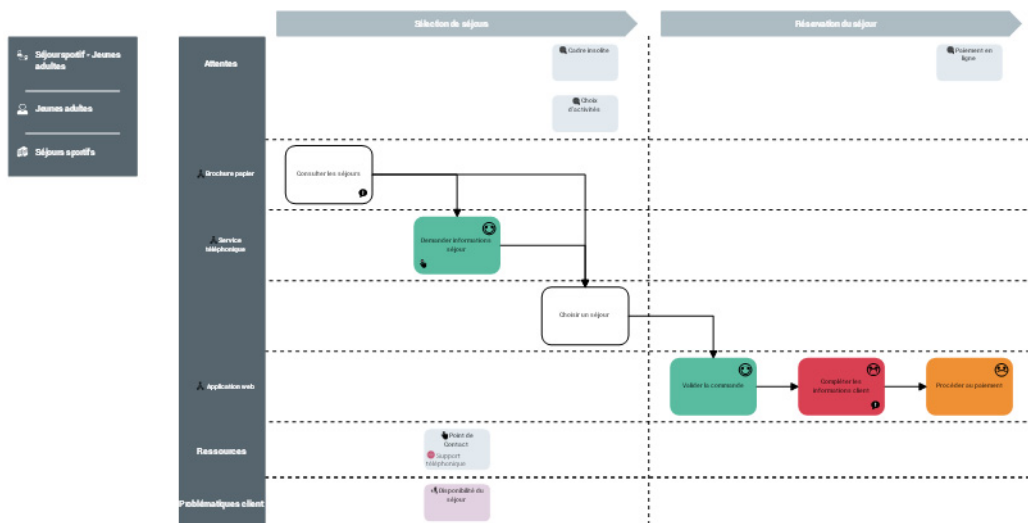 Sélection de séjours
Réservation du séjour
Séjour sportif - Jeunes
adultes
Jeunes adultes
Séjours sportifs
Attentes
Cadre insolite
Choix
d'activités
Paiement en
ligne
Brochure papier
Consulter les séjours
Service
téléphonique
Demander informations
séjour
Choisir un séjour
Application web
Valider la commande
Compléter les
informations client
Procéder au paiement
Ressources
Point de
Contact
Support
téléphonique
Problématiques client
Disponibilité du
séjour